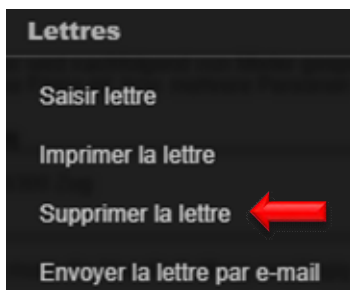 Lettres
Saisir lettre
Imprimer la lettre
Supprimer la lettre
Envoyer la lettre par e-mail